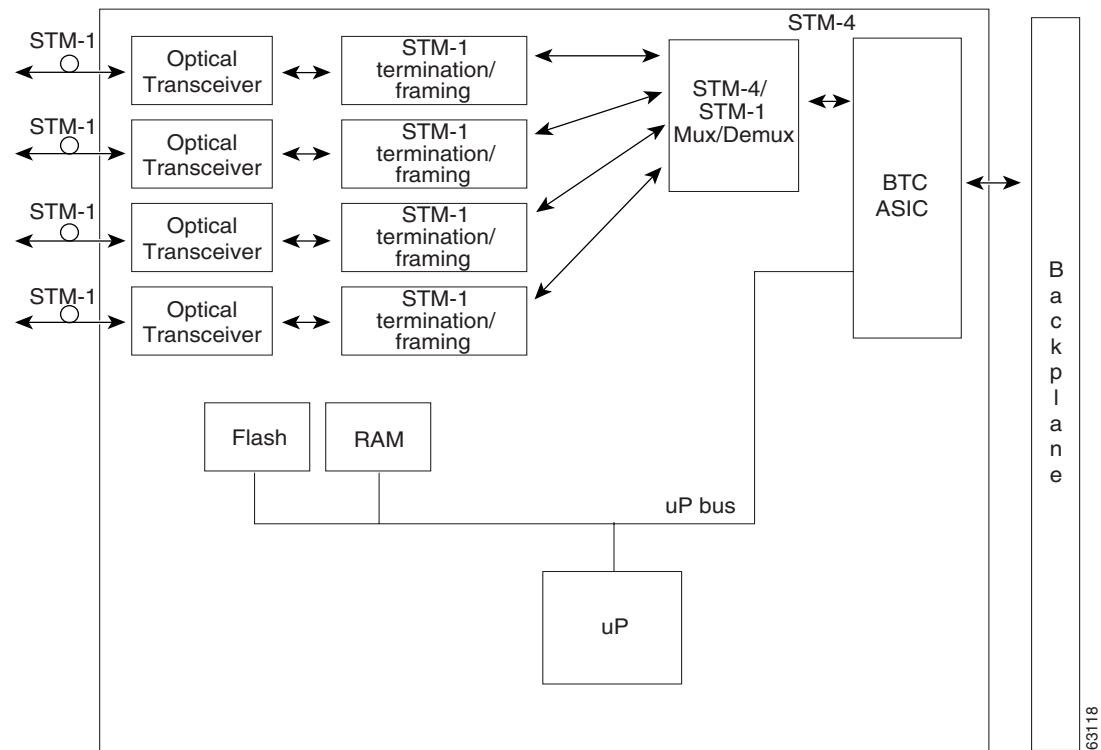 STM-4
STM-1
Optical
Transceiver
STM-1
termination/
framing
STM-4/
STM-1
Mux/Demux
STM-1
Optical
Transceiver
STM-1
termination/
framing
BTC
ASIC
STM-1
Optical
Transceiver
STM-1
termination/
framing
STM-1
Optical
Transceiver
STM-1
termination/
framing
Backplane
Flash
RAM
uP bus
uP
63118